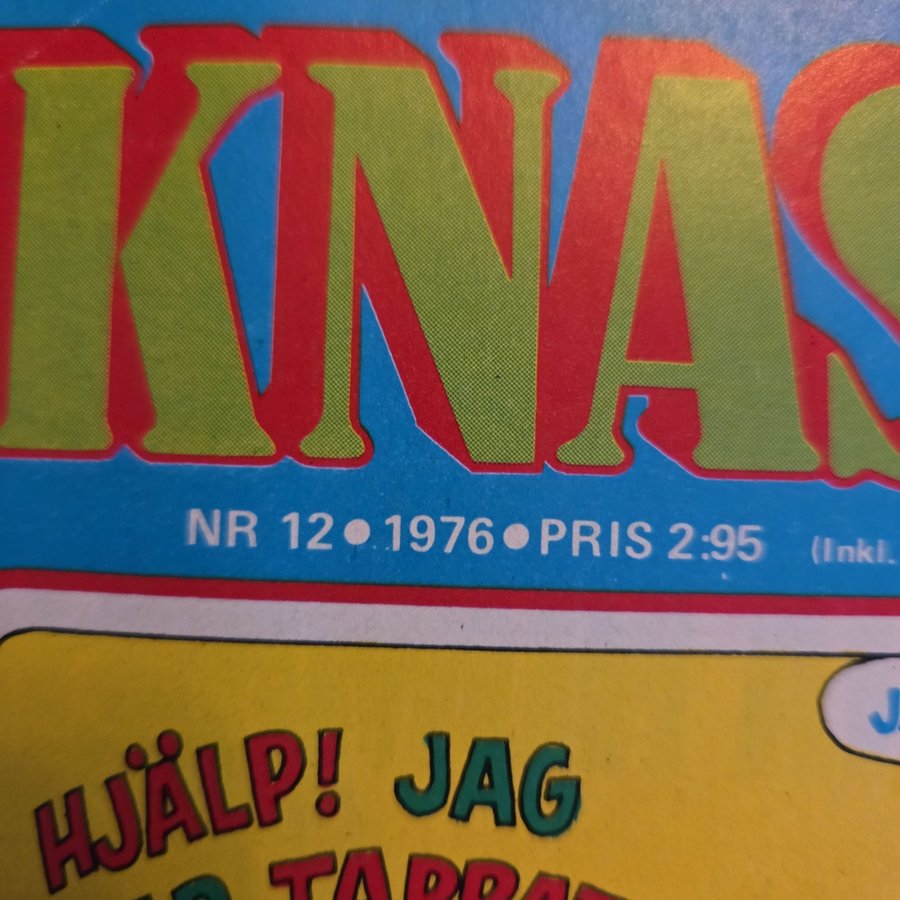 KNAS
NR 12 • 1976 • PRIS 2:95 (Inkl.
HJÄLP! JAG